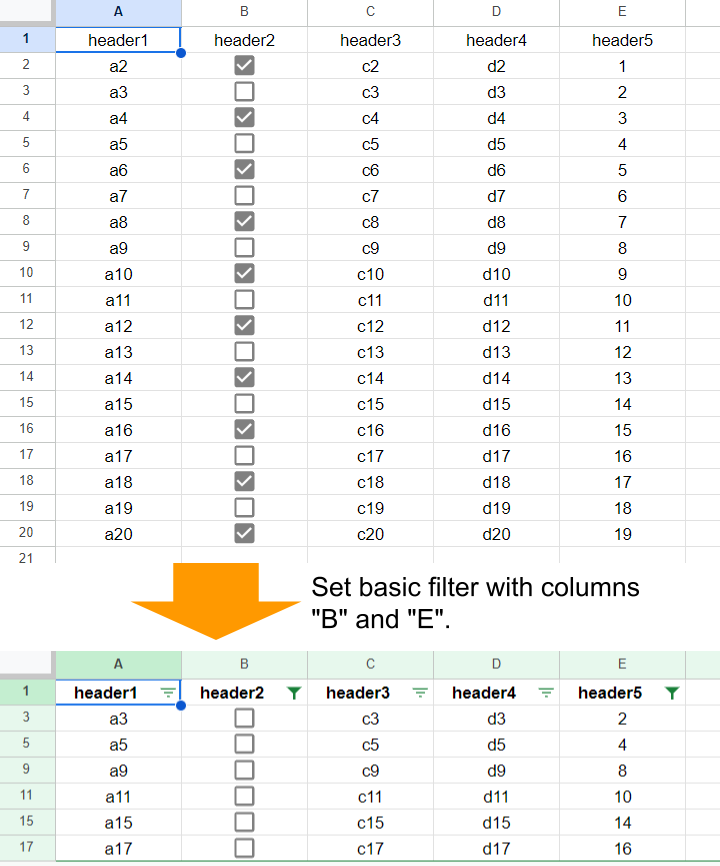 A B C D E
1 header1 header2 header3 header4 header5
2 a2 c2 d2 1
3 a3 c3 d3 2
4 a4 c4 d4 3
5 a5 c5 d5 4
6 a6 c6 d6 5
7 a7 c7 d7 6
8 a8 c8 d8 7
9 a9 c9 d9 8
10 a10 c10 d10 9
11 a11 c11 d11 10
12 a12 c12 d12 11
13 a13 c13 d13 12
14 a14 c14 d14 13
15 a15 c15 d15 14
16 a16 c16 d16 15
17 a17 c17 d17 16
18 a18 c18 d18 17
19 a19 c19 d19 18
20 a20 c20 d20 19
21
Set basic filter with columns
"B" and "E".
A B C D E
1 header1 header2 header3 header4 header5
3 a3 c3 d3 2
5 a5 c5 d5 4
9 a9 c9 d9 8
11 a11 c11 d11 10
15 a15 c15 d15 14
17 a17 c17 d17 16